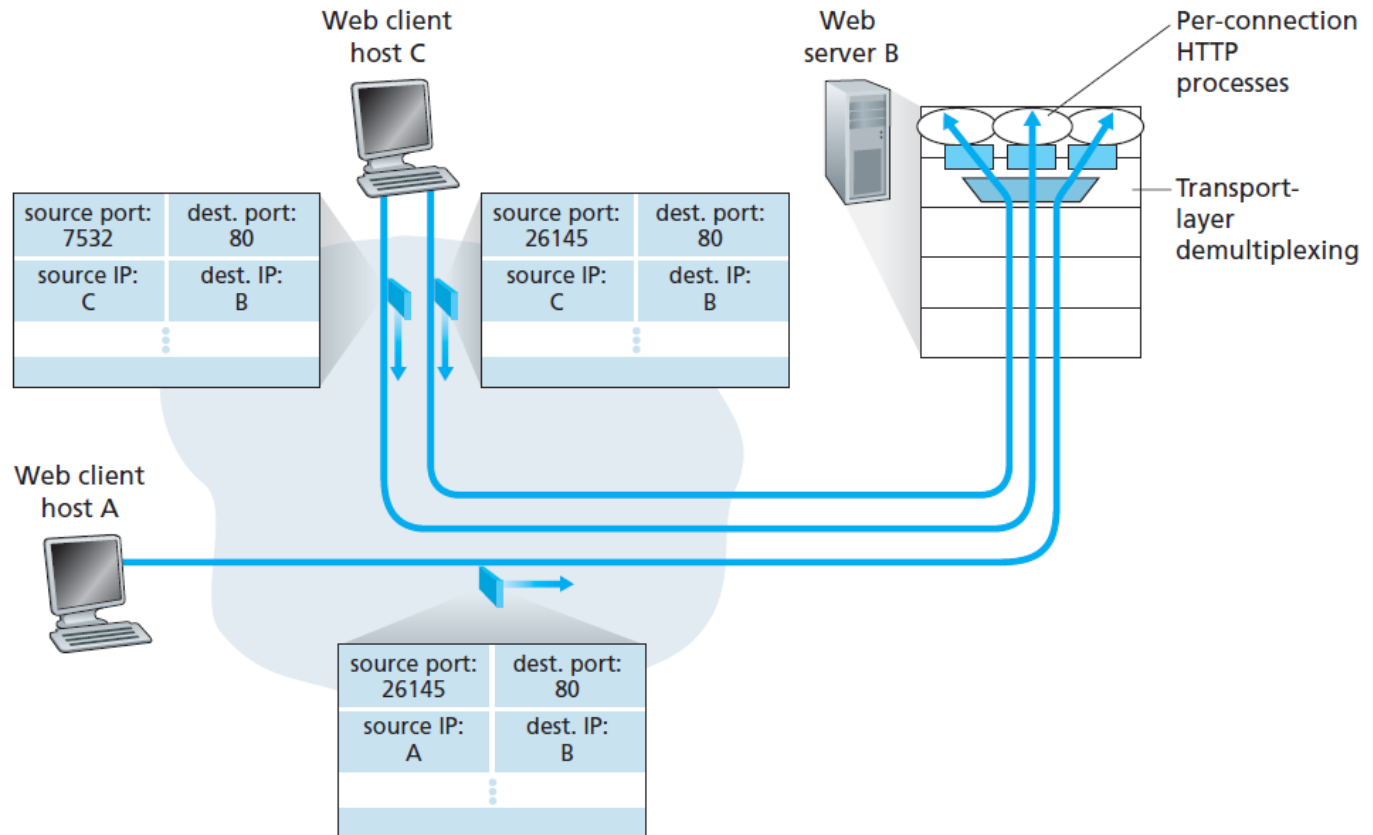 Web client
host C
Web
server B
Per-connection
HTTP
processes
Transport-
layer
demultiplexing
source port:
7532
dest. port:
80
source IP:
C
dest. IP:
B
source port:
26145
dest. port:
80
source IP:
C
dest. IP:
B
Web client
host A
source port:
26145
dest. port:
80
source IP:
A
dest. IP:
B